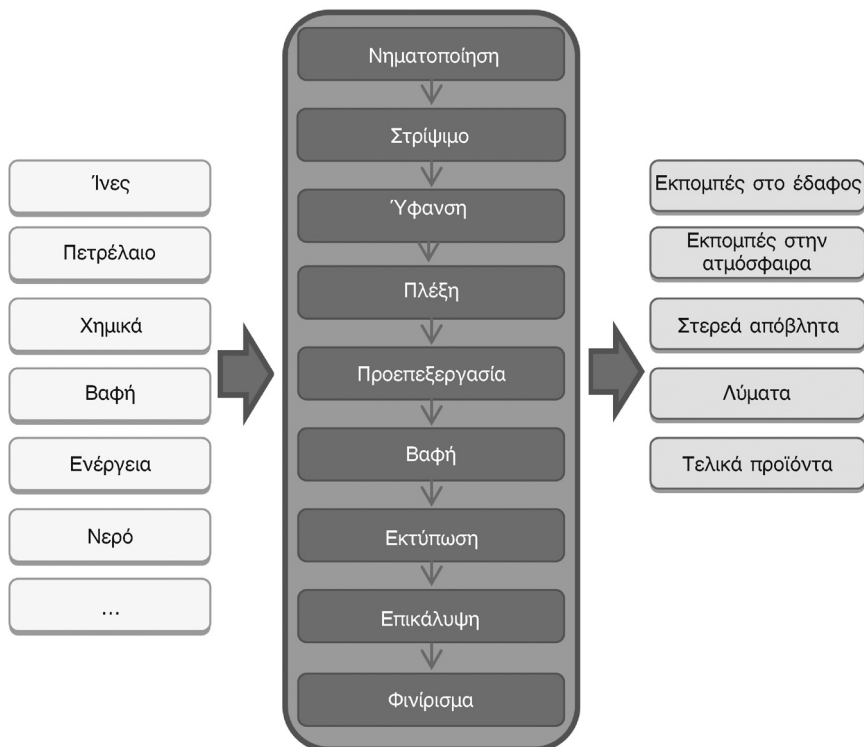 Ίνες
Πετρέλαιο
Χημικά
Βαφή
Ενέργεια
Νερό
...
Νηματοποίηση
Στρίψιμο
Ύφανση
Πλέξη
Προεπεξεργασία
Βαφή
Εκτύπωση
Επικάλυψη
Φινίρισμα
Εκπομπές στο έδαφος
Εκπομπές στην
ατμόσφαιρα
Στερεά απόβλητα
Λύματα
Τελικά προϊόντα